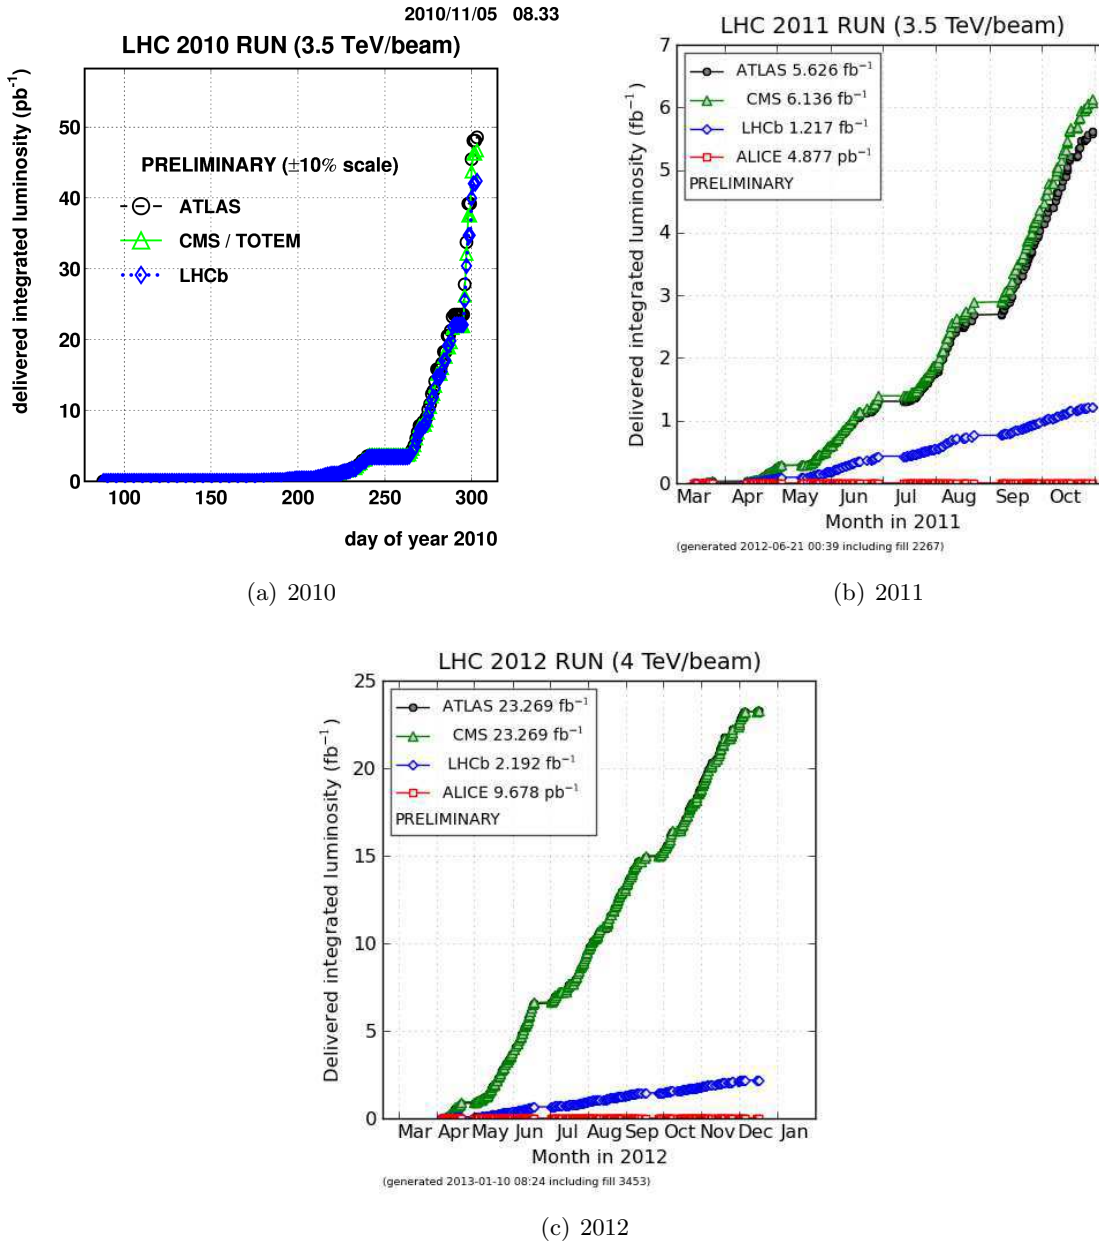 2010/11/05 08.33
LHC 2010 RUN (3.5 TeV/beam)
delivered integrated luminosity (pb⁻¹)
50
40
30
20
10
0
PRELIMINARY (±10% scale)
ATLAS
CMS / TOTEM
LHCb
100 150 200 250 300
day of year 2010
(a) 2010
LHC 2011 RUN (3.5 TeV/beam)
Delivered integrated luminosity (fb⁻¹)
7
6
5
4
3
2
1
0
ATLAS 5.626 fb⁻¹
CMS 6.136 fb⁻¹
LHCb 1.217 fb⁻¹
ALICE 4.877 pb⁻¹
PRELIMINARY
Mar Apr May Jun Jul Aug Sep Oct
Month in 2011
(generated 2012-06-21 00:39 including fill 2267)
(b) 2011
LHC 2012 RUN (4 TeV/beam)
Delivered integrated luminosity (fb⁻¹)
25
20
15
10
5
0
ATLAS 23.269 fb⁻¹
CMS 23.269 fb⁻¹
LHCb 2.192 fb⁻¹
ALICE 9.678 pb⁻¹
PRELIMINARY
Mar Apr May Jun Jul Aug Sep Oct Nov Dec Jan
Month in 2012
(generated 2013-01-10 08:24 including fill 3453)
(c) 2012